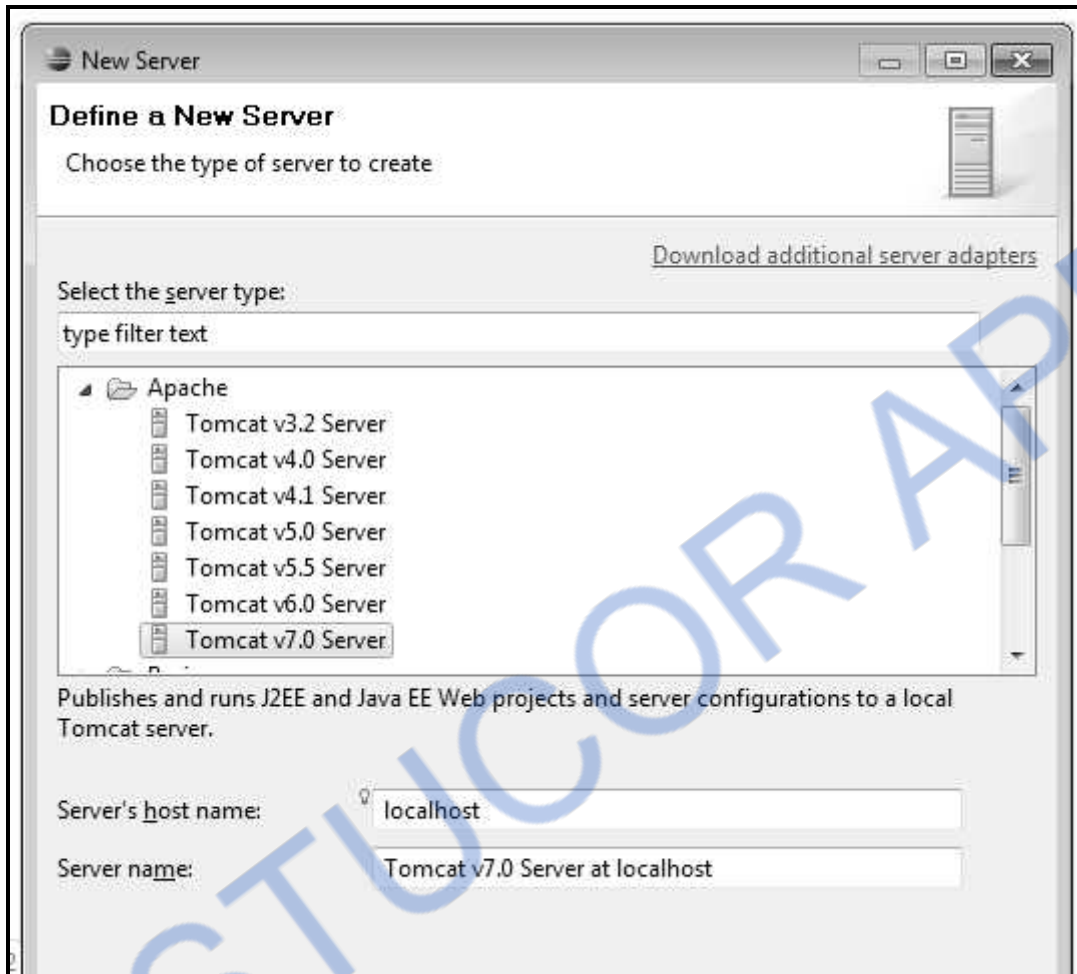 New Server
Define a New Server
Choose the type of server to create
Download additional server adapters
Select the server type:
type filter text
Apache
Tomcat v3.2 Server
Tomcat v4.0 Server
Tomcat v4.1 Server
Tomcat v5.0 Server
Tomcat v5.5 Server
Tomcat v6.0 Server
Tomcat v7.0 Server
Publishes and runs J2EE and Java EE Web projects and server configurations to a local
Tomcat server.
Server's host name: localhost
Server name: Tomcat v7.0 Server at localhost
STUCOR AP